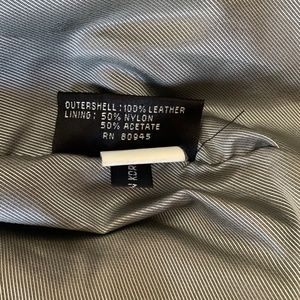 OUTERSHELL:100% LEATHER
LINING: 50% NYLON
50% ACETATE
RN 80945